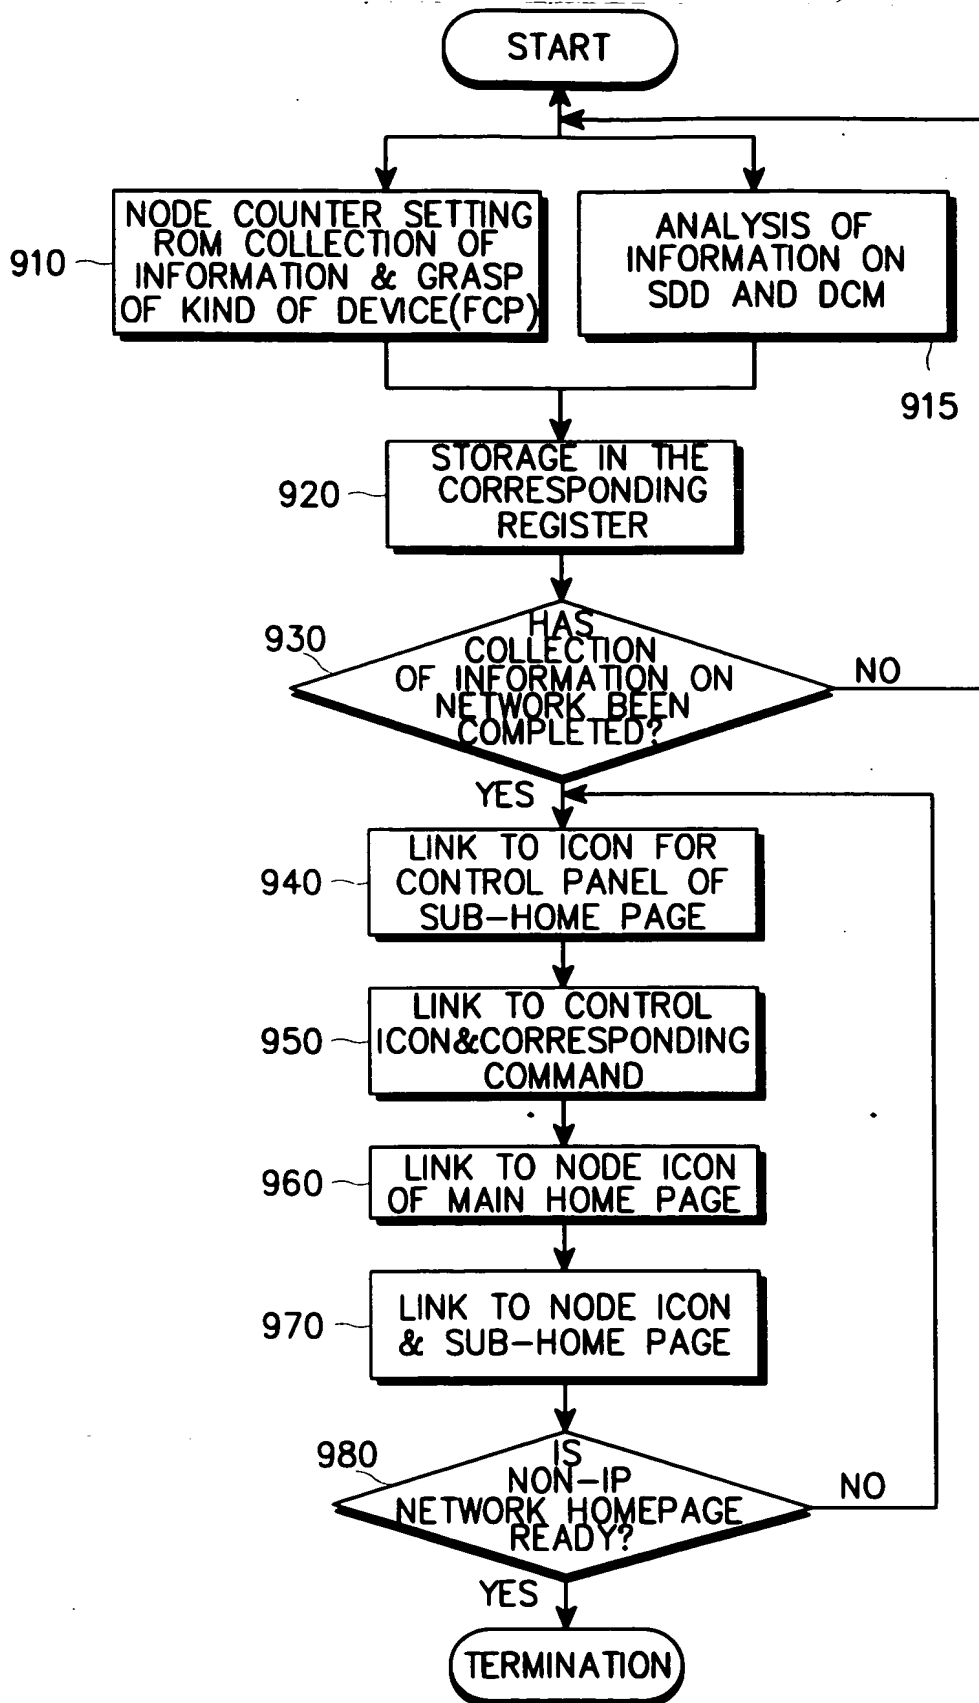 START
910
NODE COUNTER SETTING
ROM COLLECTION OF
INFORMATION & GRASP
OF KIND OF DEVICE(FCP)
ANALYSIS OF
INFORMATION ON
SDD AND DCM
915
920
STORAGE IN THE
CORRESPONDING
REGISTER
930
HAS
COLLECTION
OF INFORMATION ON
NETWORK BEEN
COMPLETED?
NO
YES
940
LINK TO ICON FOR
CONTROL PANEL OF
SUB-HOME PAGE
950
LINK TO CONTROL
ICON&CORRESPONDING
COMMAND
960
LINK TO NODE ICON
OF MAIN HOME PAGE
970
LINK TO NODE ICON
& SUB-HOME PAGE
980
IS
NON-IP
NETWORK HOMEPAGE
READY?
NO
YES
TERMINATION